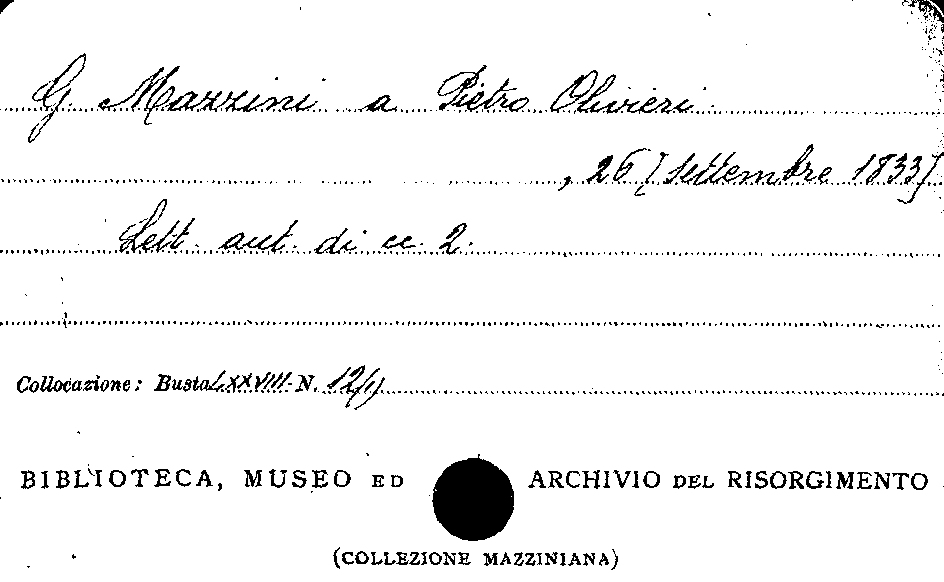 G Mazzini a Pietro Olivieri.
, 26 [settembre 1833]
Lett. aut. di cc. 2.
Collocazione: Busta LXXVIII N. 12/11
BIBLIOTECA, MUSEO ED ARCHIVIO DEL RISORGIMENTO
(COLLEZIONE MAZZINIANA)